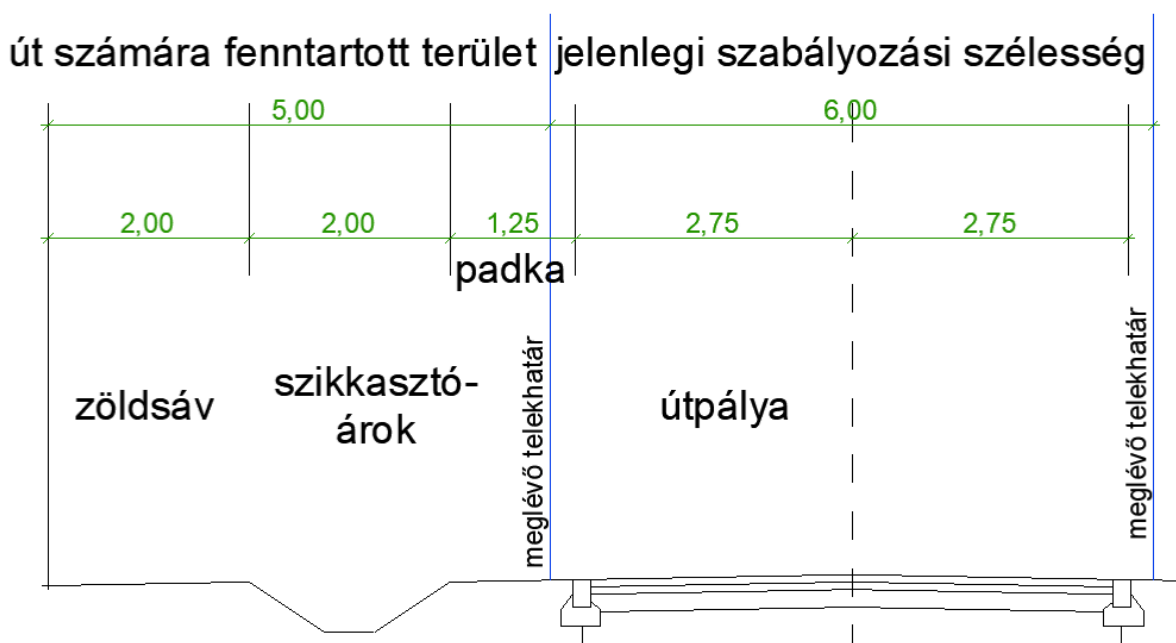 út számára fenntartott terület
jelenlegi szabályozási szélesség
5,00
6,00
2,00
2,00
1,25
2,75
2,75
padka
zöldsáv
szikkasztó-
árok
meglévő telekhatár
útpálya
meglévő telekhatár